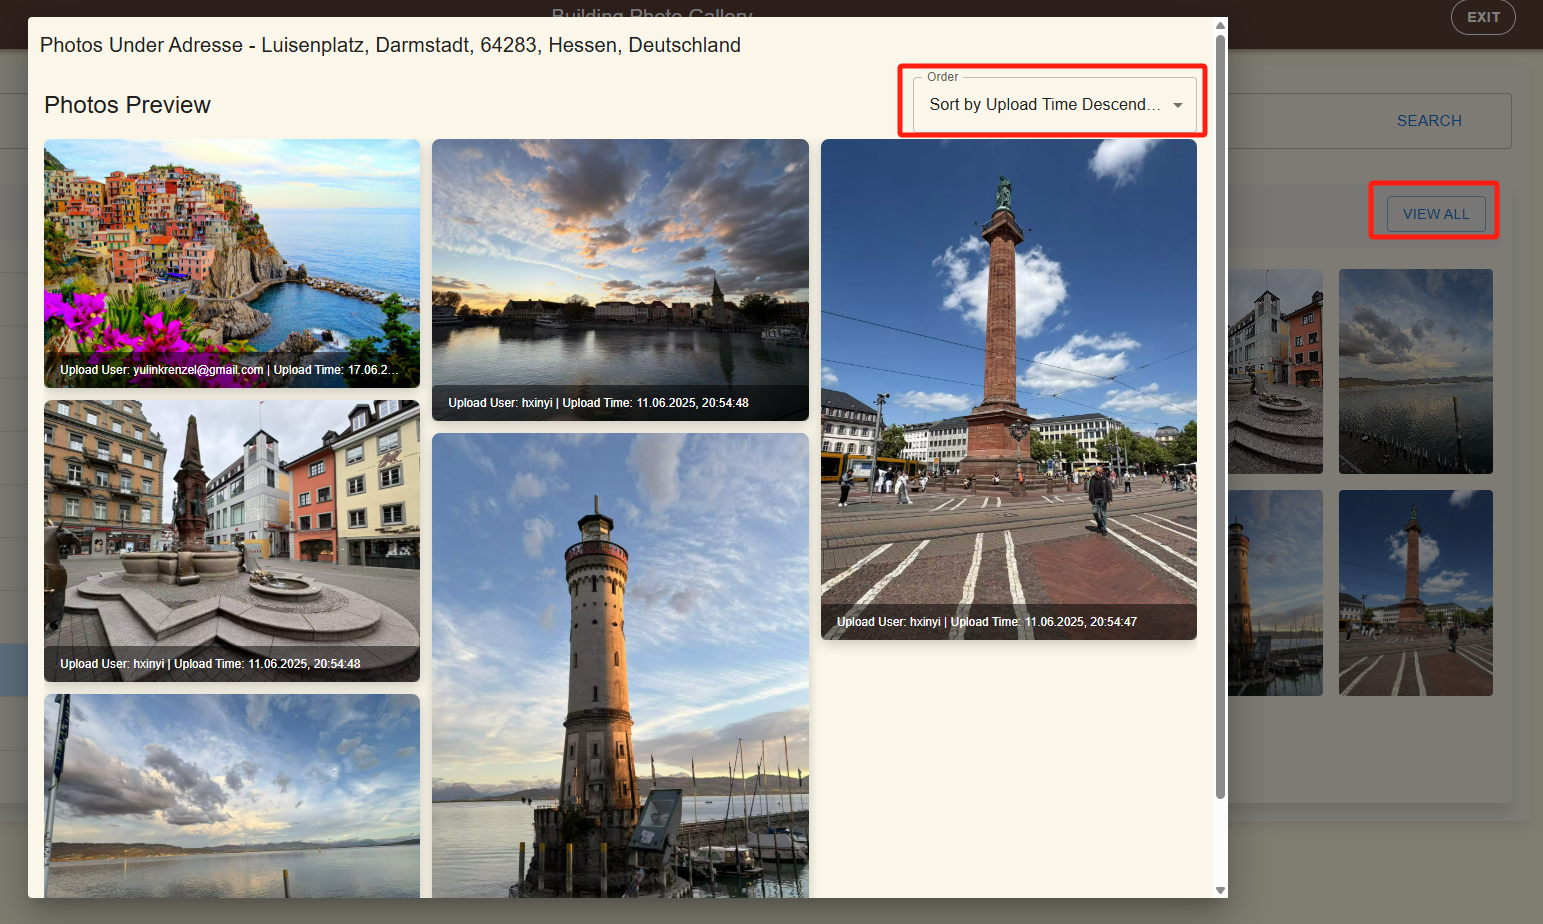 Building Photo Gallery
EXIT
Photos Under Adresse - Luisenplatz, Darmstadt, 64283, Hessen, Deutschland
Order
Photos Preview
Sort by Upload Time Descend...
SEARCH
VIEW ALL
Upload User: yulinkrenzel@gmail.com | Upload Time: 17.06.2...
Upload User: hxinyi | Upload Time: 11.06.2025, 20:54:48
Upload User: hxinyi | Upload Time: 11.06.2025, 20:54:47
Upload User: hxinyi | Upload Time: 11.06.2025, 20:54:48